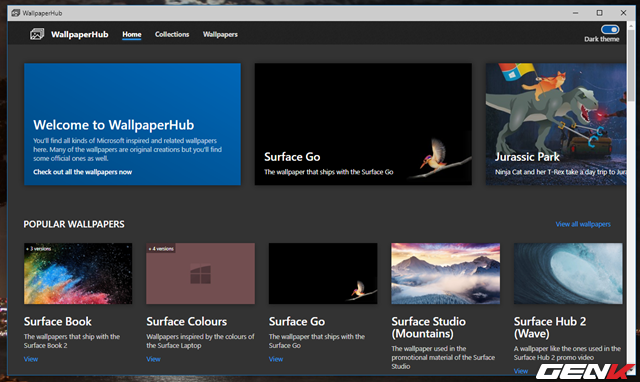 WallpaperHub
WallpaperHub Home Collections Wallpapers
Dark theme
Welcome to WallpaperHub
You'll find all kinds of Microsoft inspired and related wallpapers
here. Many of the wallpapers are original creations but you'll find
some official ones as well.
Check out all the wallpapers now
Surface Go
The wallpaper that ships with the Surface Go
Jurassic Park
Ninja Cat and her T-Rex take a day trip to Jura
POPULAR WALLPAPERS
View all wallpapers
+ 3 versions
Surface Book
The wallpapers that ship with the
Surface Book 2
View
+ 4 versions
Surface Colours
Wallpapers inspired by the colours of
the Surface Laptop
View
Surface Go
The wallpaper that ships with the
Surface Go
View
Surface Studio
(Mountains)
The wallpaper used in the
promotional material of the Surface
Studio
Surface Hub 2
(Wave)
A wallpaper like the ones used in the
Surface Hub 2 promo video
View
GENK